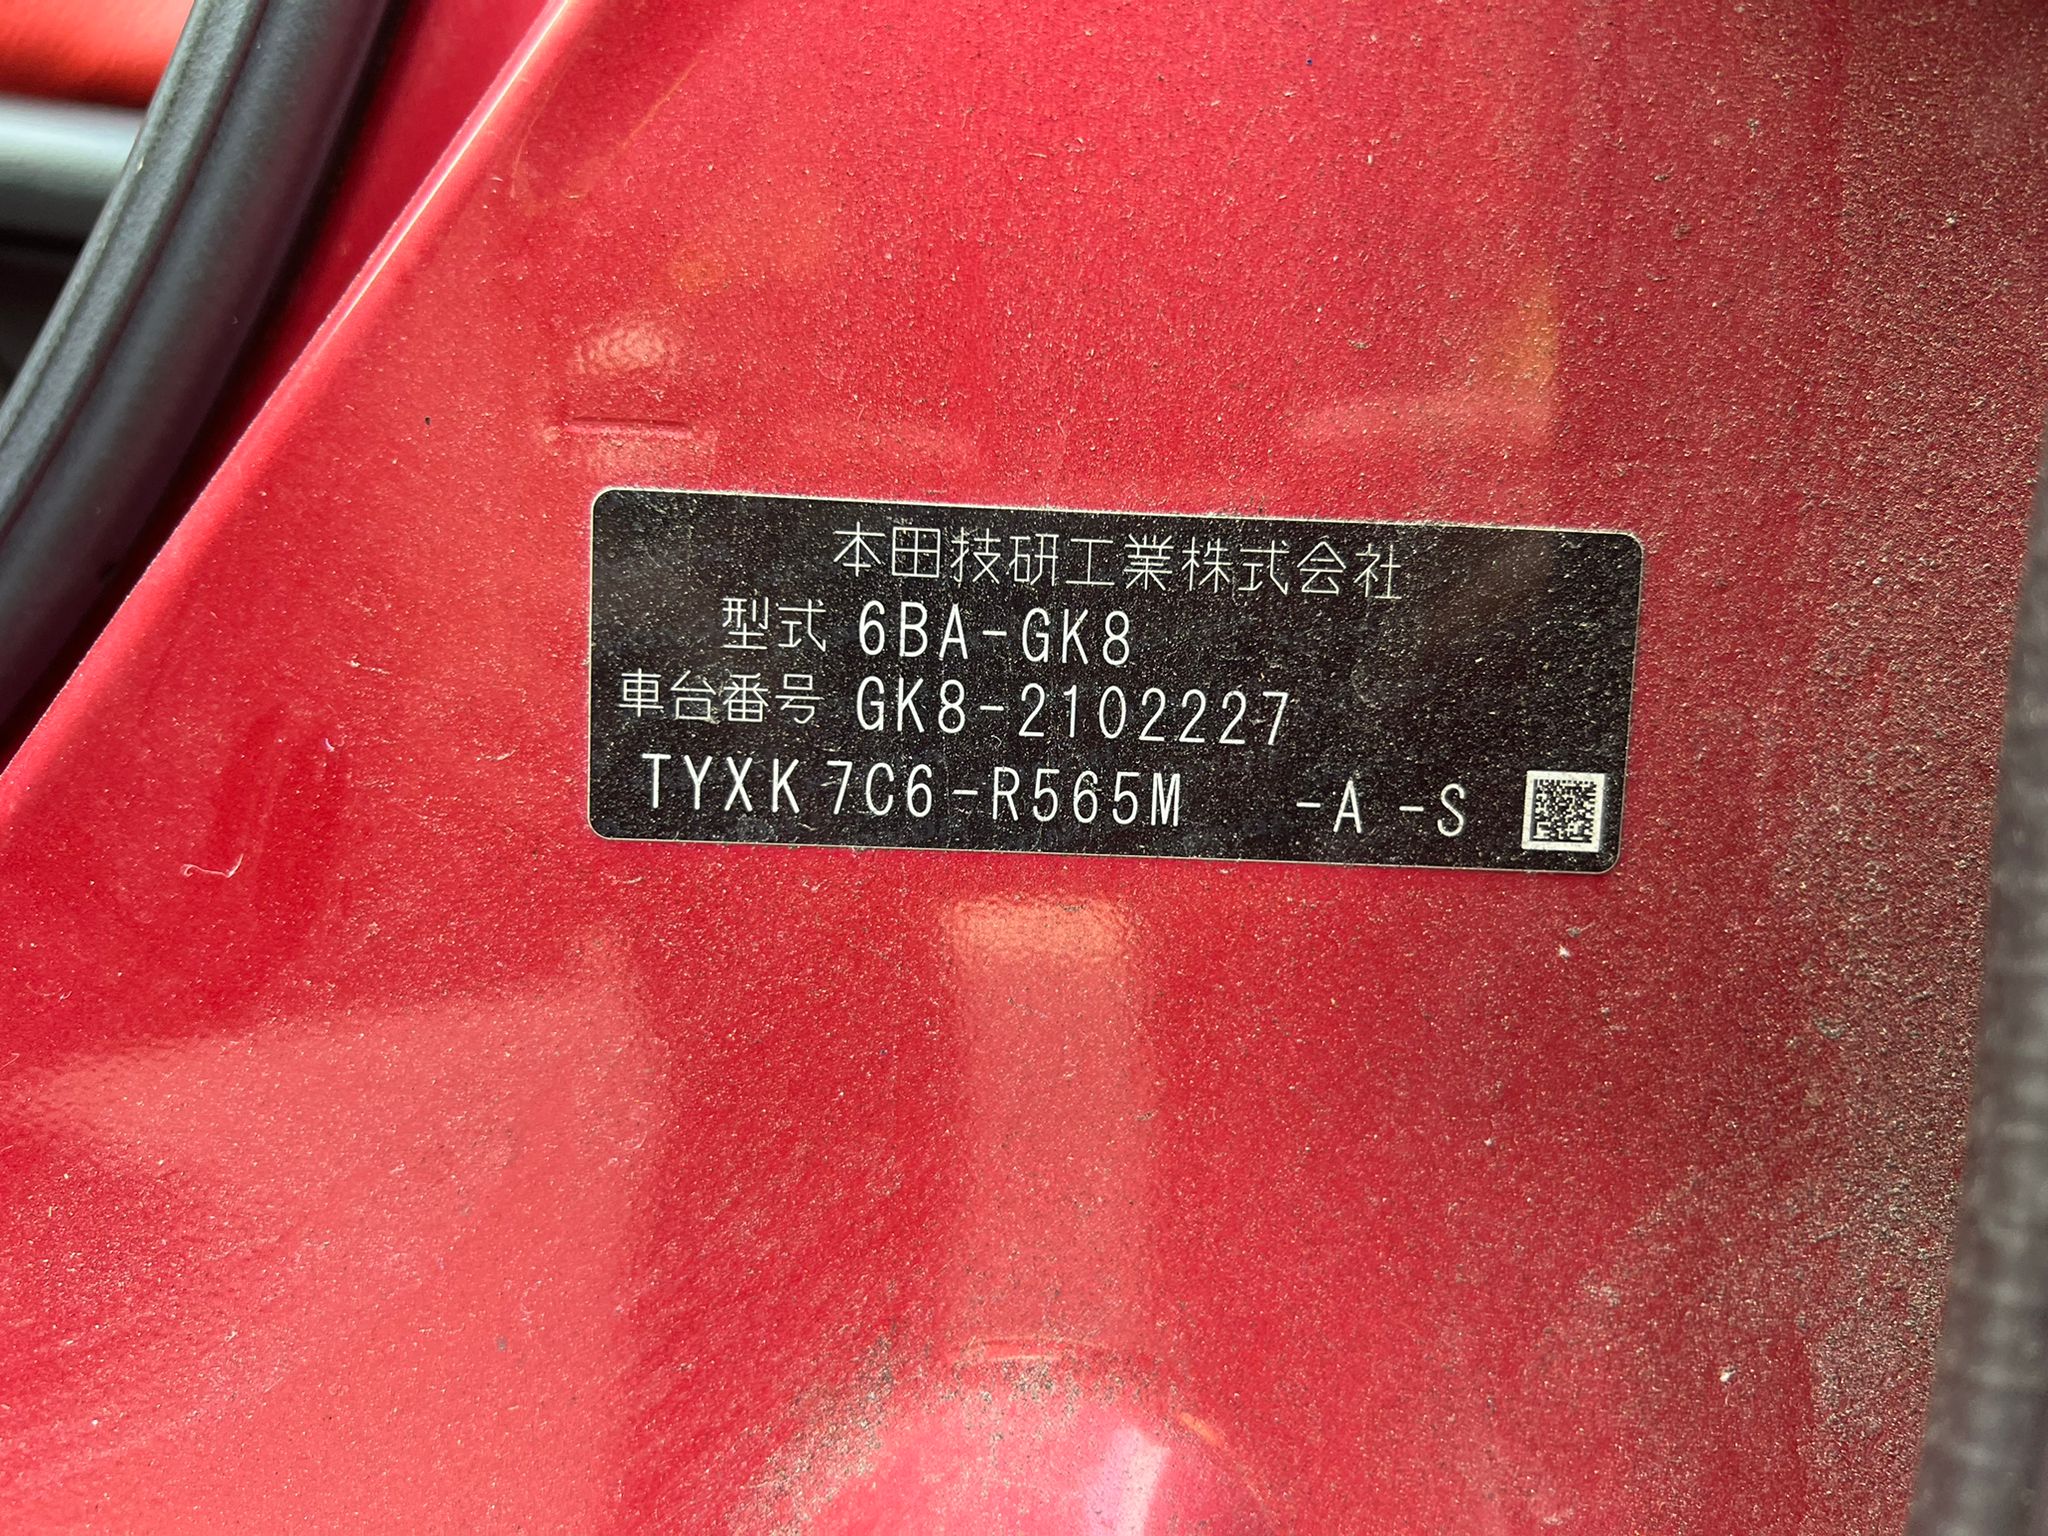 本田技研工業株式会社
型式 6BA-GK8
車台番号 GK8-2102227
TYXK 7C6-R565M -A -S